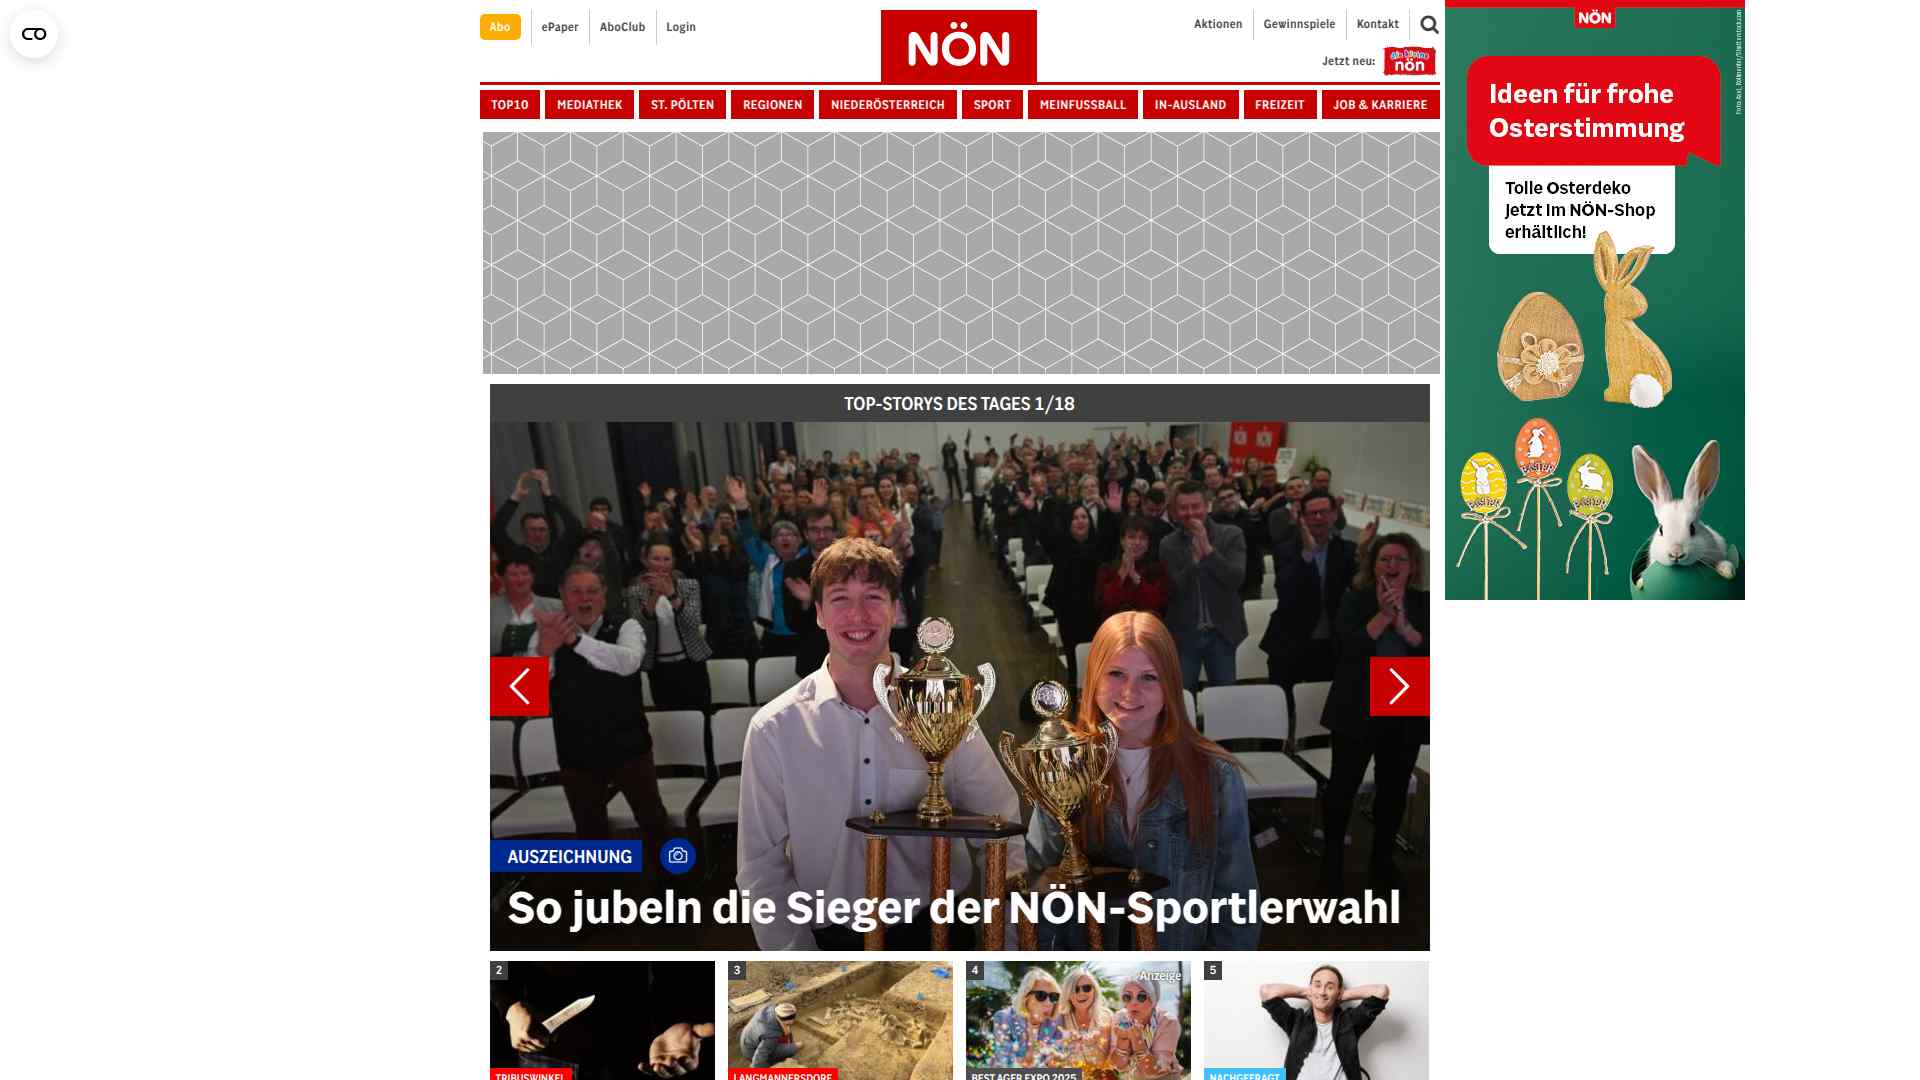 Abo
ePaper
AboClub
Login
NÖN
Aktionen
Gewinnspiele
Kontakt
Jetzt neu:
die kleine
nön
TOP10
MEDIATHEK
ST. PÖLTEN
REGIONEN
NIEDERÖSTERREICH
SPORT
MEINFUSSBALL
IN-AUSLAND
FREIZEIT
JOB & KARRIERE
NÖN
Ideen für frohe
Osterstimmung
Tolle Osterdeko
jetzt im NÖN-Shop
erhältlich!
EASTER
EASTER
EASTER
TOP-STORYS DES TAGES 1/18
AUSZEICHNUNG
So jubeln die Sieger der NÖN-Sportlerwahl
2
TRIBUSWINKEL
3
LANGMANNERSDORF
4
Anzeige
BEST AGER EXPO 2025
5
NACHGEFRAGT